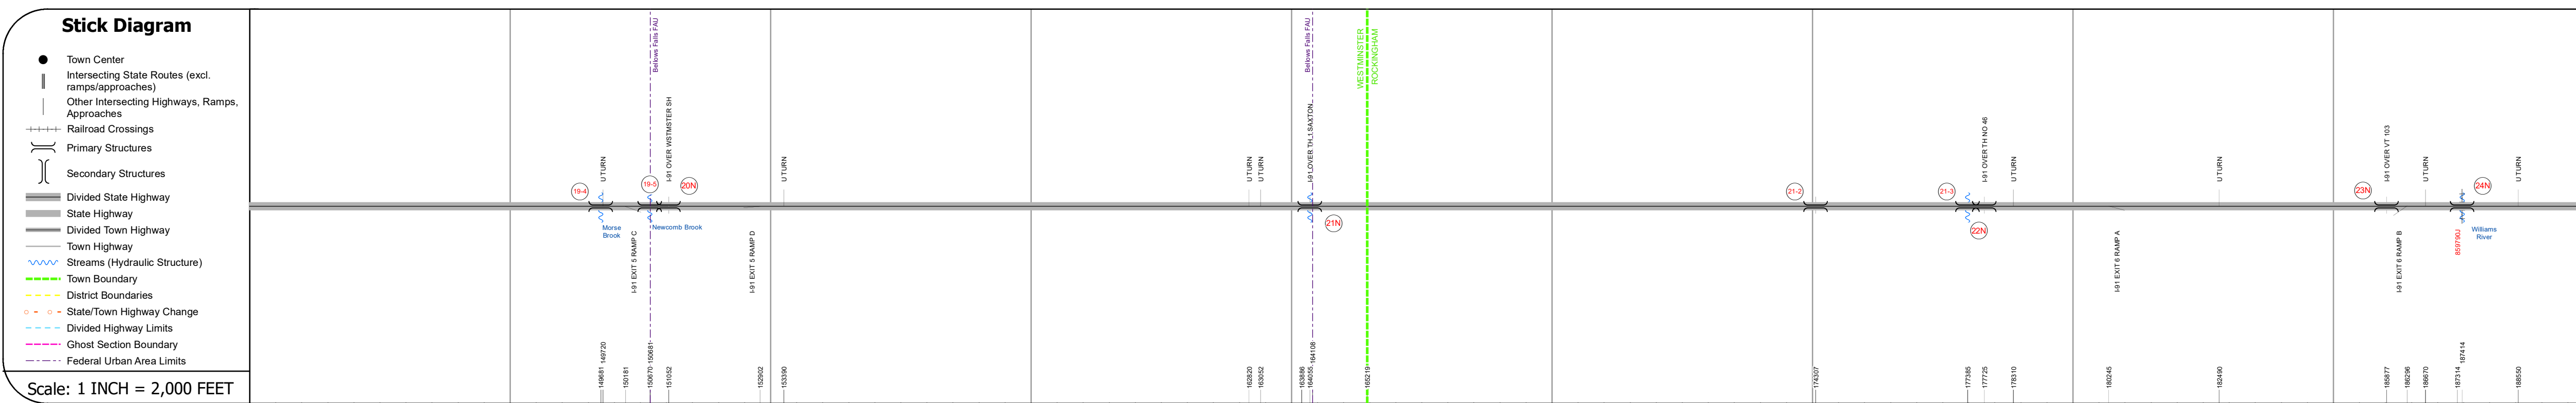 Stick Diagram
Town Center
Intersecting State Routes (excl.
ramps/approaches)
Other Intersecting Highways, Ramps,
Approaches
Railroad Crossings
Primary Structures
Secondary Structures
Divided State Highway
State Highway
Divided Town Highway
Town Highway
Streams (Hydraulic Structure)
Town Boundary
District Boundaries
State/Town Highway Change
Divided Highway Limits
Ghost Section Boundary
Federal Urban Area Limits
Scale: 1 INCH = 2,000 FEET
Bellows Falls FAU
Bellows Falls FAU
WESTMINSTER
ROCKINGHAM
U TURN
I-91 OVER WSTMSTER SH
U TURN
U TURN
U TURN
I-91 OVER TH 1 SAXTON
I-91 OVER TH NO 46
U TURN
U TURN
I-91 OVER VT 103
U TURN
U TURN
19-4
19-5
20N
21N
21-2
21-3
22N
23N
24N
Morse
Brook
Newcomb Brook
Williams
River
I-91 EXIT 5 RAMP C
I-91 EXIT 5 RAMP D
I-91 EXIT 6 RAMP A
I-91 EXIT 6 RAMP B
859790J
149681
149720
150181
150670
150681
151052
152902
153390
162820
163052
163886
164055
164108
165219
174307
177385
177725
178310
180245
182490
185877
186296
186670
187314
187414
188550